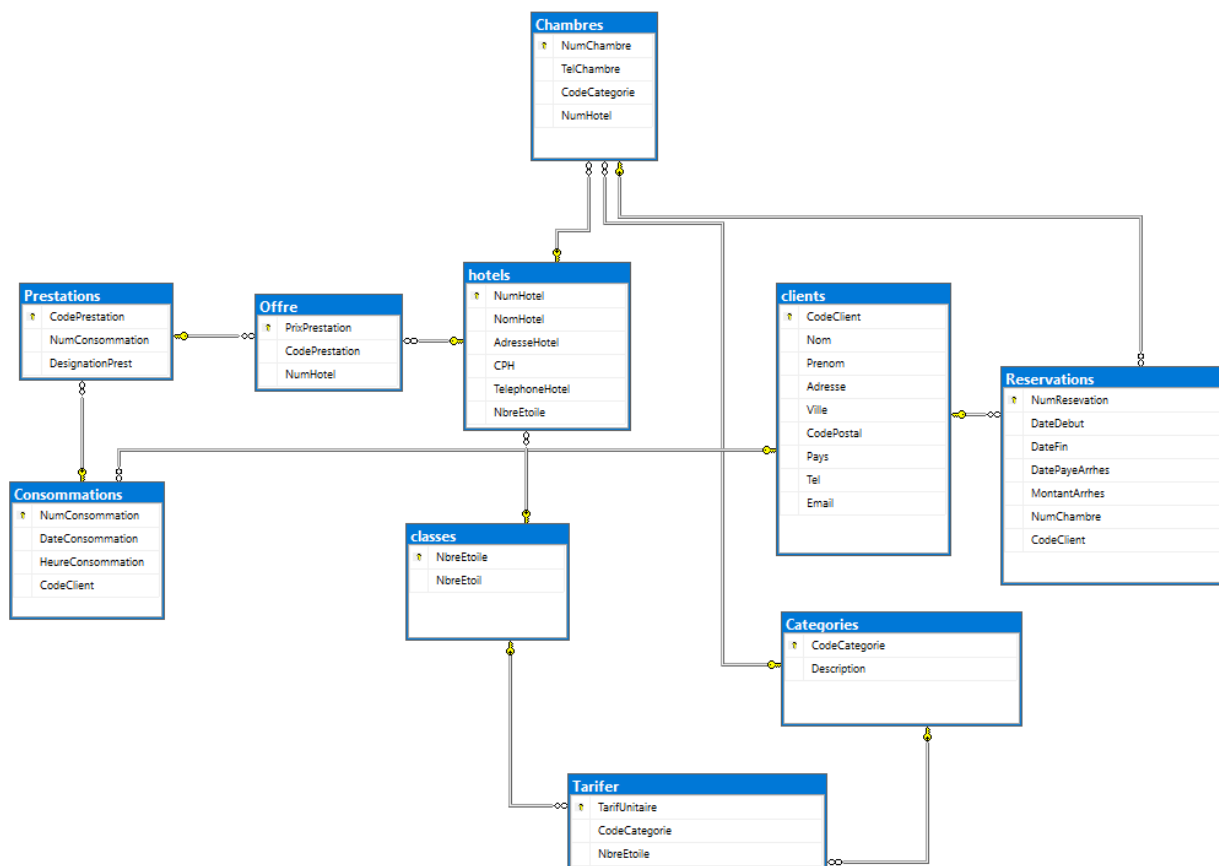 Chambres
NumChambre
TelChambre
CodeCategorie
NumHotel
Prestations
CodePrestation
NumConsommation
DesignationPrest
Offre
PrixPrestation
CodePrestation
NumHotel
hotels
NumHotel
NomHotel
AdresseHotel
CPH
TelephoneHotel
NbreEtoile
clients
CodeClient
Nom
Prenom
Adresse
Ville
CodePostal
Pays
Tel
Email
Reservations
NumResevation
DateDebut
DateFin
DatePayeArrhes
MontantArrhes
NumChambre
CodeClient
Consommations
NumConsommation
DateConsommation
HeureConsommation
CodeClient
classes
NbreEtoile
NbreEtoil
Categories
CodeCategorie
Description
Tarifer
TarifUnitaire
CodeCategorie
NbreEtoile